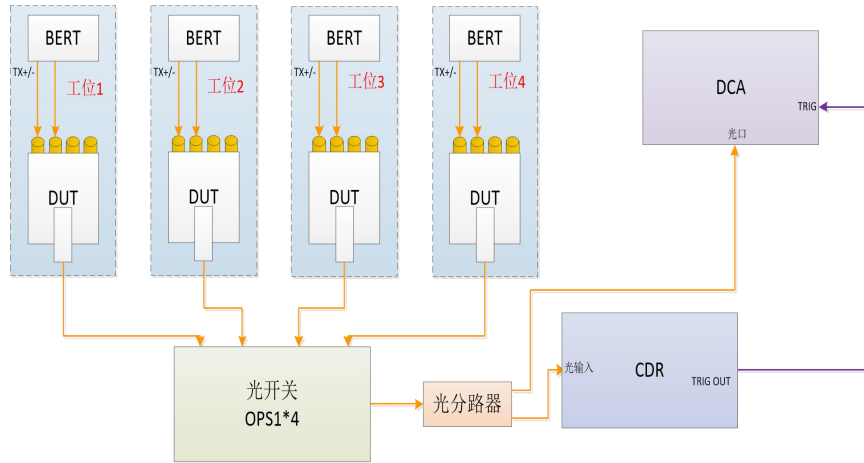 BERT
TX+/-
工位1
DUT
BERT
TX+/-
工位2
DUT
BERT
TX+/-
工位3
DUT
BERT
TX+/-
工位4
DUT
DCA
TRIG
光口
光开关
OPS1*4
光分路器
光输入
CDR
TRIG OUT